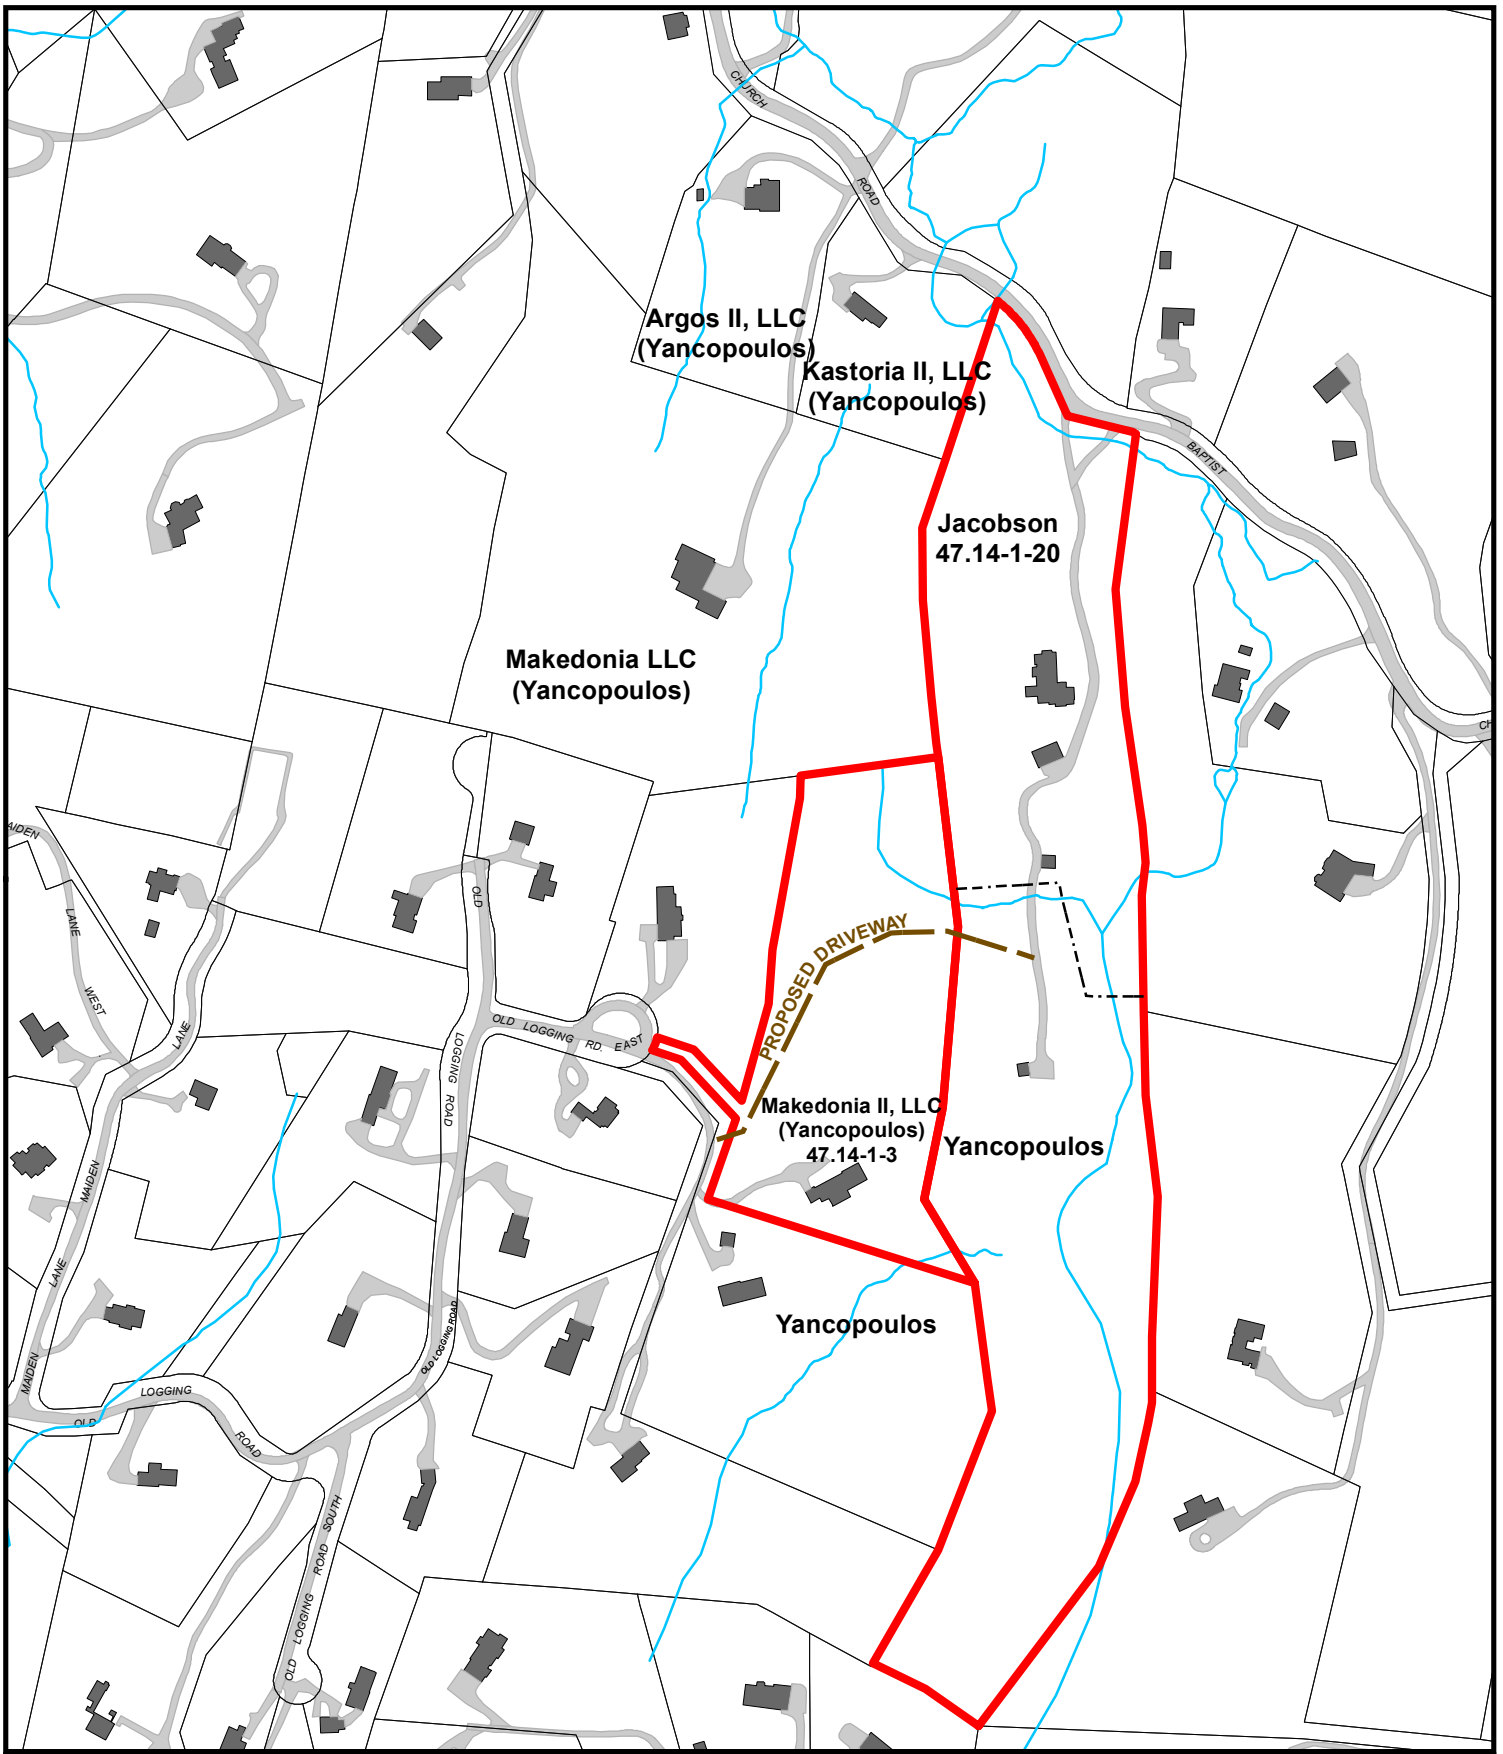 CHURCH
ROAD
Argos II, LLC
(Yancopoulos)
Kastoria II, LLC
(Yancopoulos)
BAPTIST
Jacobson
47.14-1-20
Makedonia LLC
(Yancopoulos)
CH
AIDEN
LANE
WEST
LANE
OLD
PROPOSED DRIVEWAY
OLD LOGGING RD. EAST
LOGGING
ROAD
Makedonia II, LLC
(Yancopoulos)
47.14-1-3
Yancopoulos
MAIDEN
LANE
MAIDEN
OLD LOGGING ROAD
Yancopoulos
LOGGING
OLD
ROAD
OLD LOGGING ROAD SOUTH